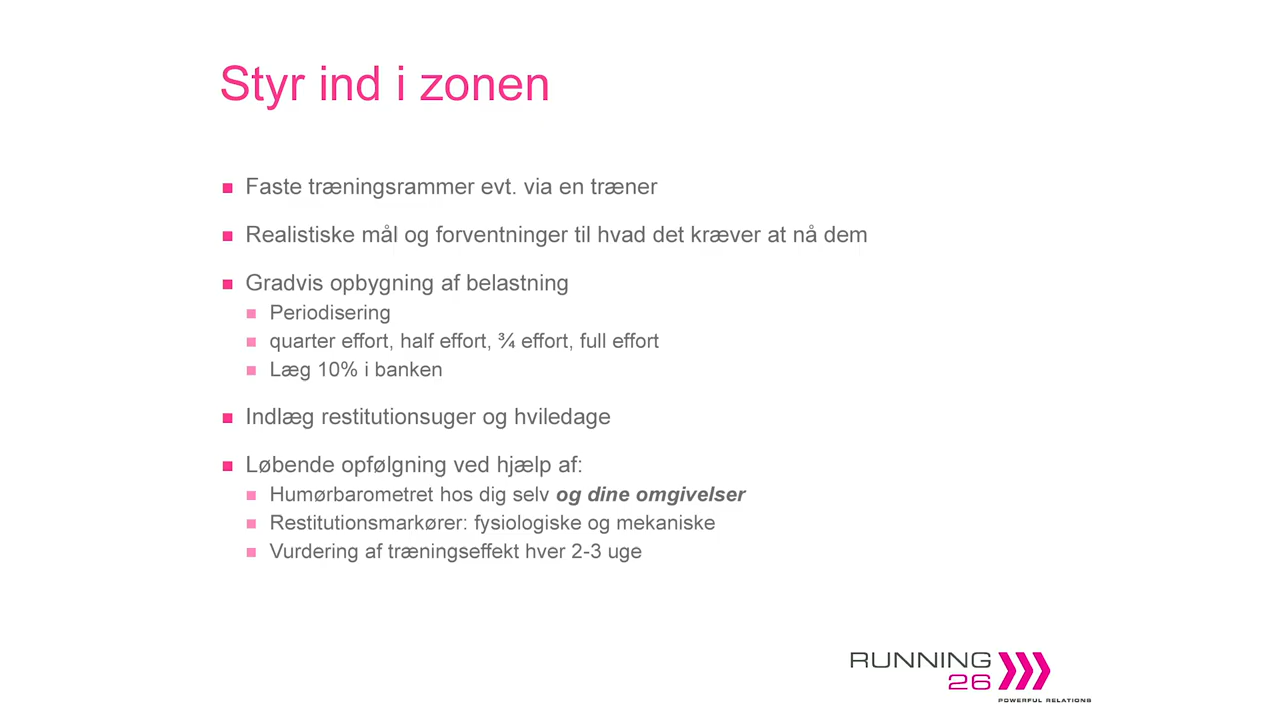 Styr ind i zonen
Faste træningsrammer evt. via en træner
Realistiske mål og forventninger til hvad det kræver at nå dem
Gradvis opbygning af belastning
Periodisering
quarter effort, half effort, ¾ effort, full effort
Læg 10% i banken
Indlæg restitutionsuger og hviledage
Løbende opfølgning ved hjælp af:
Humørbarometret hos dig selv og dine omgivelser
Restitutionsmarkører: fysiologiske og mekaniske
Vurdering af træningseffekt hver 2-3 uge
RUNNING
26
POWERFUL RELATIONS